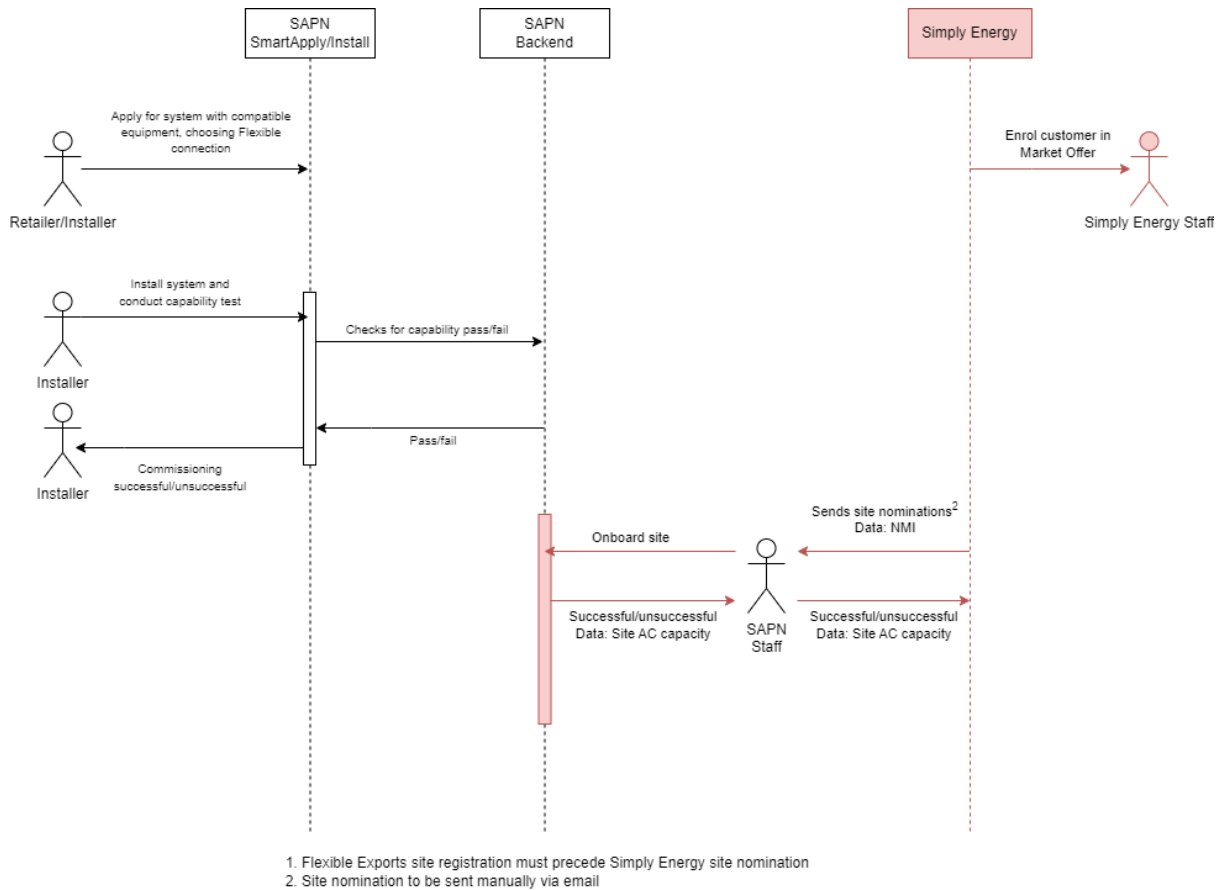 SAPN
SmartApply/Install
SAPN
Backend
Simply Energy
Apply for system with compatible
equipment, choosing Flexible
connection
Retailer/Installer
Enrol customer in
Market Offer
Simply Energy Staff
Install system and
conduct capability test
Installer
Checks for capability pass/fail
Pass/fail
Commissioning
successful/unsuccessful
Installer
Sends site nominations²
Data: NMI
Onboard site
Successful/unsuccessful
Data: Site AC capacity
SAPN
Staff
Successful/unsuccessful
Data: Site AC capacity
1. Flexible Exports site registration must precede Simply Energy site nomination
2. Site nomination to be sent manually via email